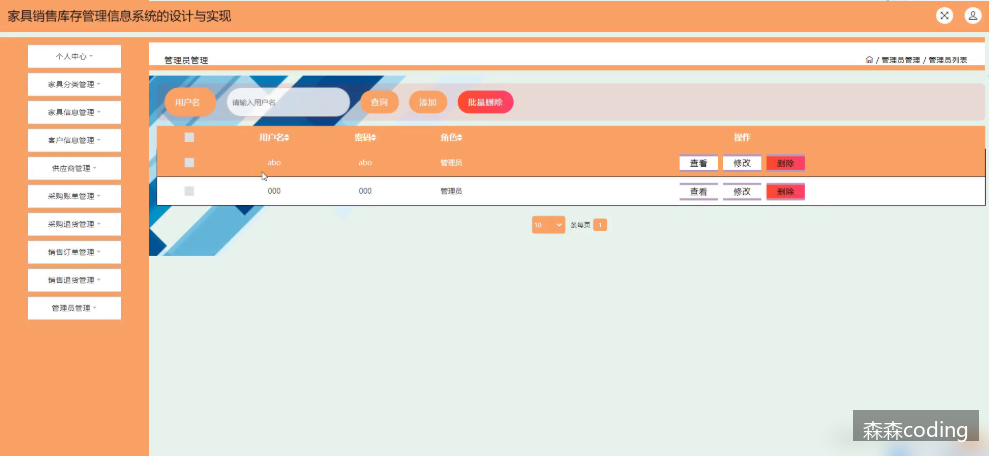 家具销售库存管理信息系统的设计与实现
个人中心
家具分类管理
家具信息管理
客户信息管理
供应商管理
采购账单管理
采购退货管理
销售订单管理
销售退货管理
管理员管理
管理员管理
/ 管理员管理 / 管理员列表
用户名 请输入用户名 查询 添加 批量删除
用户名 密码 角色 操作
abo abo 管理员 查看 修改 删除
000 000 管理员 查看 修改 删除
10 条每页 1
森森coding